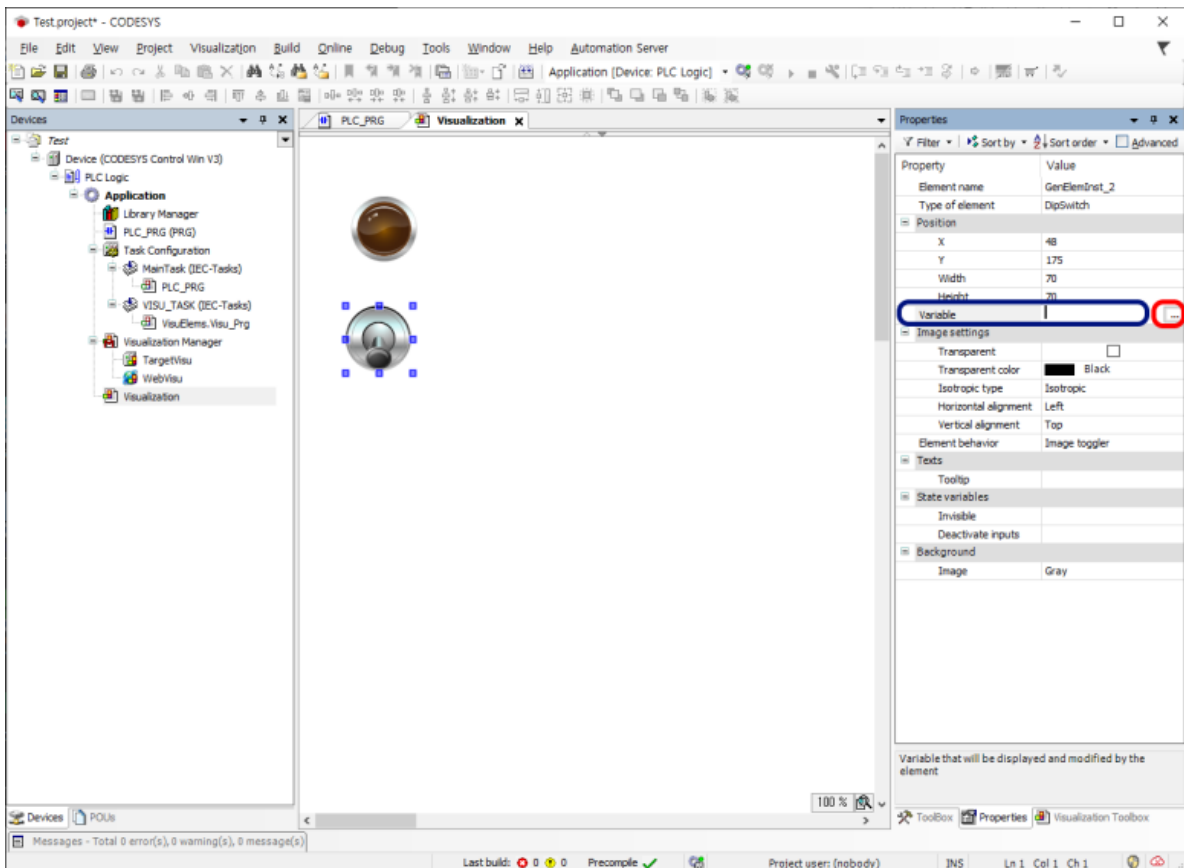 Test.project* - CODESYS
File Edit View Project Visualization Build Online Debug Tools Window Help Automation Server
Application [Device: PLC Logic]
Devices
Test
Device (CODESYS Control Win V3)
PLC Logic
Application
Library Manager
PLC_PRG (PRG)
Task Configuration
MainTask (IEC-Tasks)
PLC_PRG
VISU_TASK (IEC-Tasks)
VisuElems.Visu_Prg
Visualization Manager
TargetVisu
WebVisu
Visualization
Devices POUs
PLC_PRG Visualization
100 %
Properties
Filter Sort by Sort order Advanced
Property Value
Element name GenElemInst_2
Type of element DipSwitch
Position
X 48
Y 175
Width 70
Height 70
Variable ...
Image settings
Transparent
Transparent color Black
Isotropic type Isotropic
Horizontal alignment Left
Vertical alignment Top
Element behavior Image toggler
Texts
Tooltip
State variables
Invisible
Deactivate inputs
Background
Image Gray
Variable that will be displayed and modified by the
element
ToolBox Properties Visualization Toolbox
Messages - Total 0 error(s), 0 warning(s), 0 message(s)
Last build: 0 0 Precompile Project user: (nobody) INS Ln 1 Col 1 Ch 1